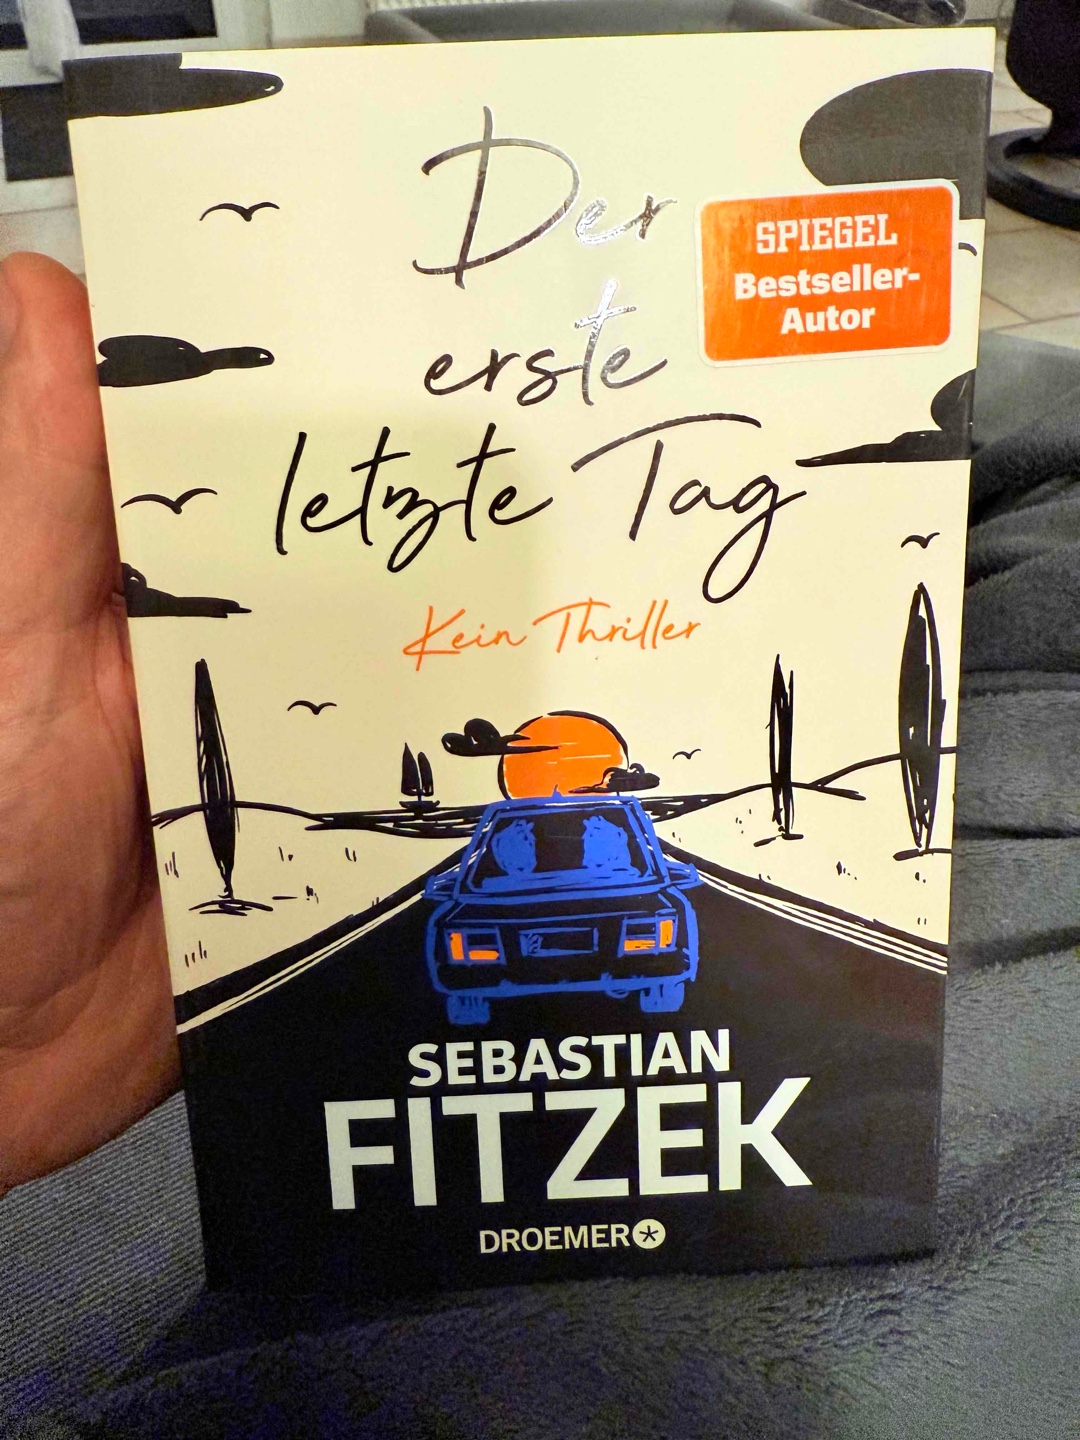 Der
erste
letzte Tag
Kein Thriller
SPIEGEL
Bestseller-
Autor
SEBASTIAN
FITZEK
DROEMER